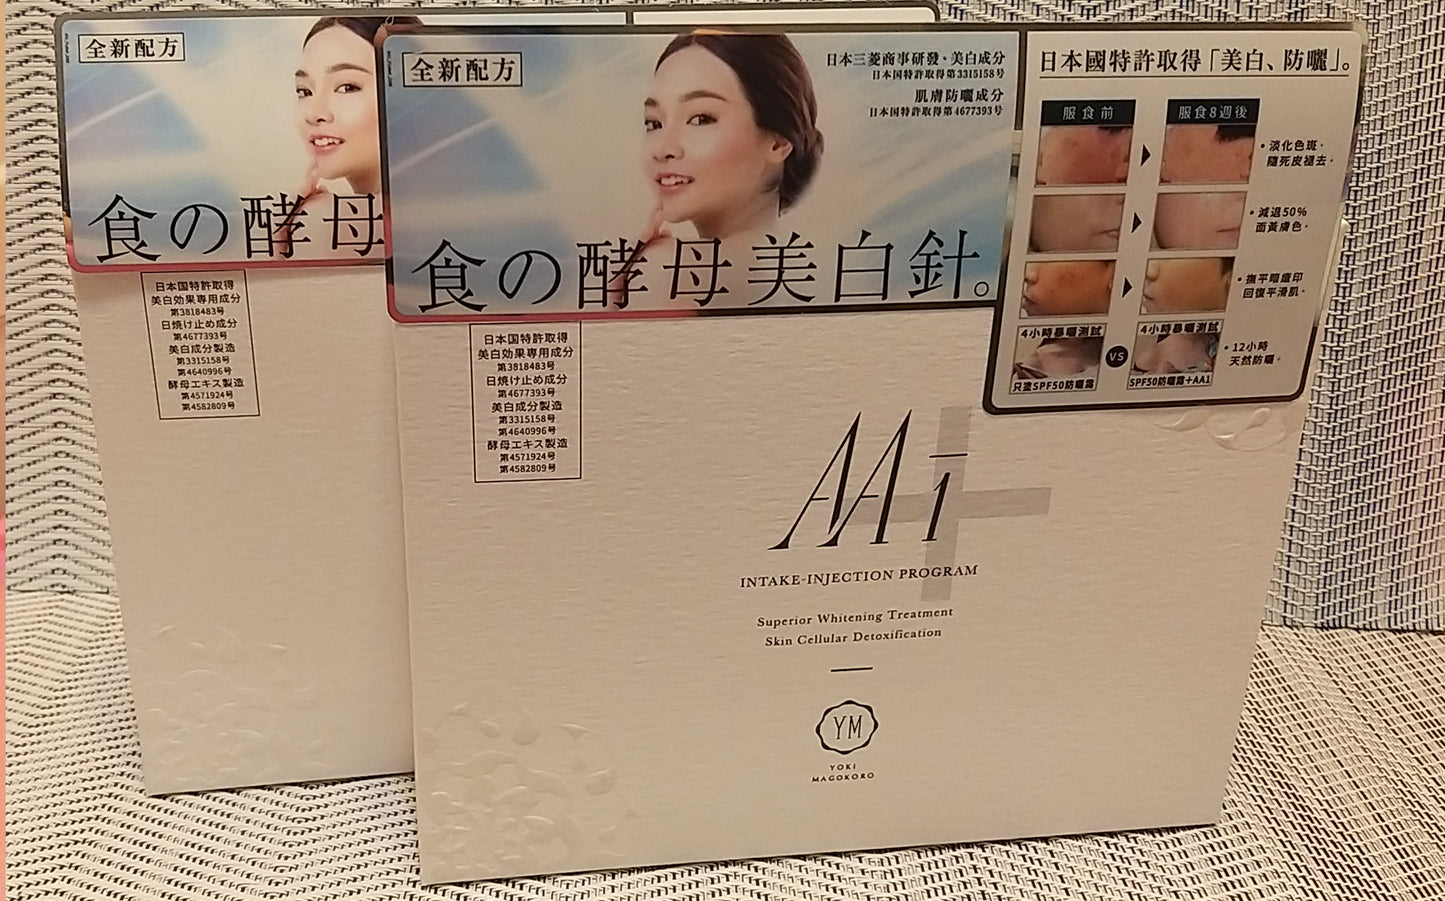 全新配方
食の酵母
日本国特許取得
美白効果専用成分
第3818483号
日焼け止め成分
第4677393号
美白成分製造
第3315158号
第4640996号
酵母エキス製造
第4571924号
第4582809号
全新配方
日本三菱商事研發・美白成分
日本国特許取得第3315158号
肌膚防曬成分
日本国特許取得第4677393号
食の酵母美白針。
日本國特許取得「美白、防曬」。
服食前
服食8週後
•淡化色斑，
隨死皮褪去。
•減退50%
面黃膚色。
•撫平暗瘡印
回復平滑肌。
4小時暴曬測試
4小時暴曬測試
VS
只塗SPF50防曬霜
SPF50防曬霜+AA1
•12小時
天然防曬。
日本国特許取得
美白効果専用成分
第3818483号
日焼け止め成分
第4677393号
美白成分製造
第3315158号
第4640996号
酵母エキス製造
第4571924号
第4582809号
AAi
INTAKE-INJECTION PROGRAM
Superior Whitening Treatment
Skin Cellular Detoxification
YM
YOKI
MAGOKORO